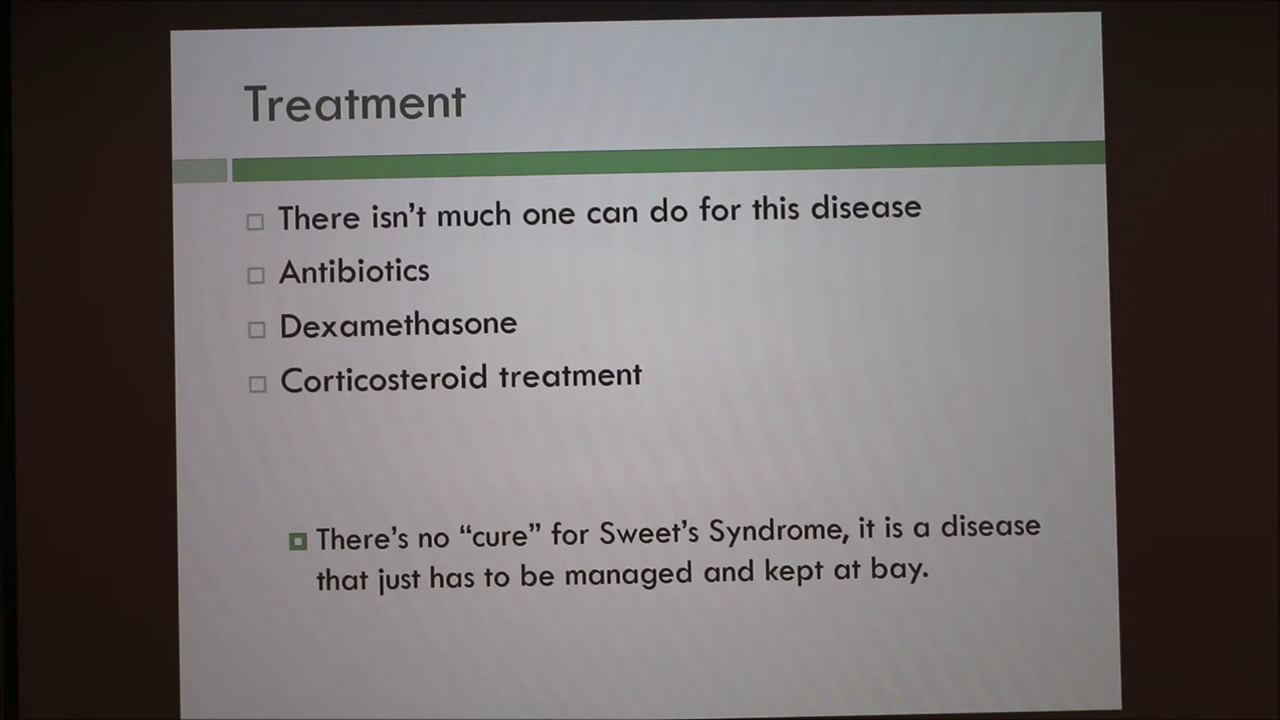 Treatment
There isn't much one can do for this disease
Antibiotics
Dexamethasone
Corticosteroid treatment
There's no “cure” for Sweet's Syndrome, it is a disease
that just has to be managed and kept at bay.